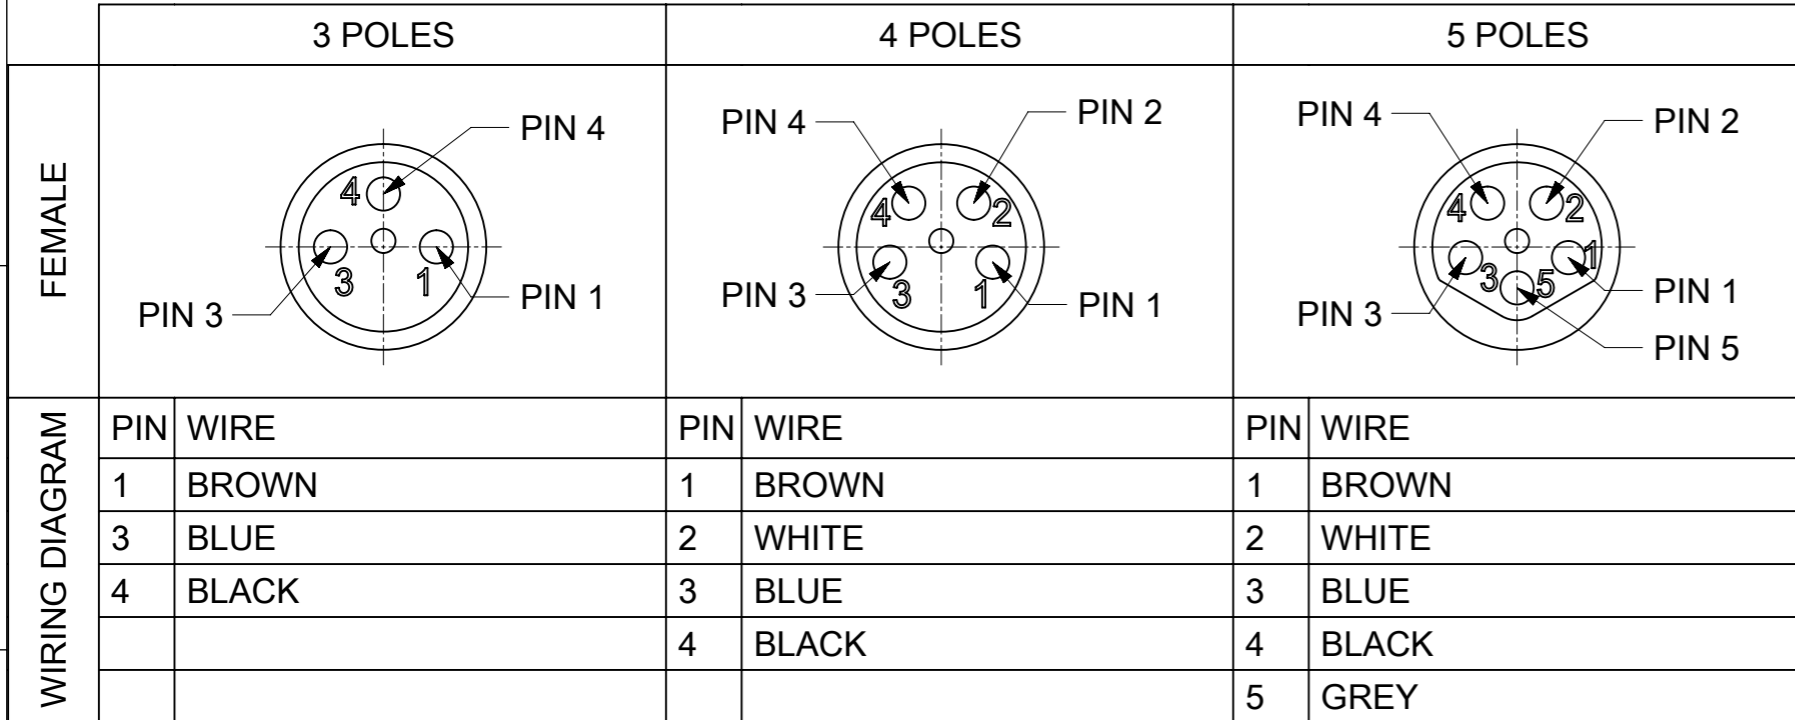 3 POLES 4 POLES 5 POLES
FEMALE
PIN 4
4
3
1
PIN 3
PIN 1
PIN 4
PIN 2
4
2
3
1
PIN 3
PIN 1
PIN 4
PIN 2
4
2
1
3
5
PIN 3
PIN 1
PIN 5
WIRING DIAGRAM
PIN WIRE PIN WIRE PIN WIRE
1 BROWN 1 BROWN 1 BROWN
3 BLUE 2 WHITE 2 WHITE
4 BLACK 3 BLUE 3 BLUE
4 BLACK 4 BLACK
5 GREY